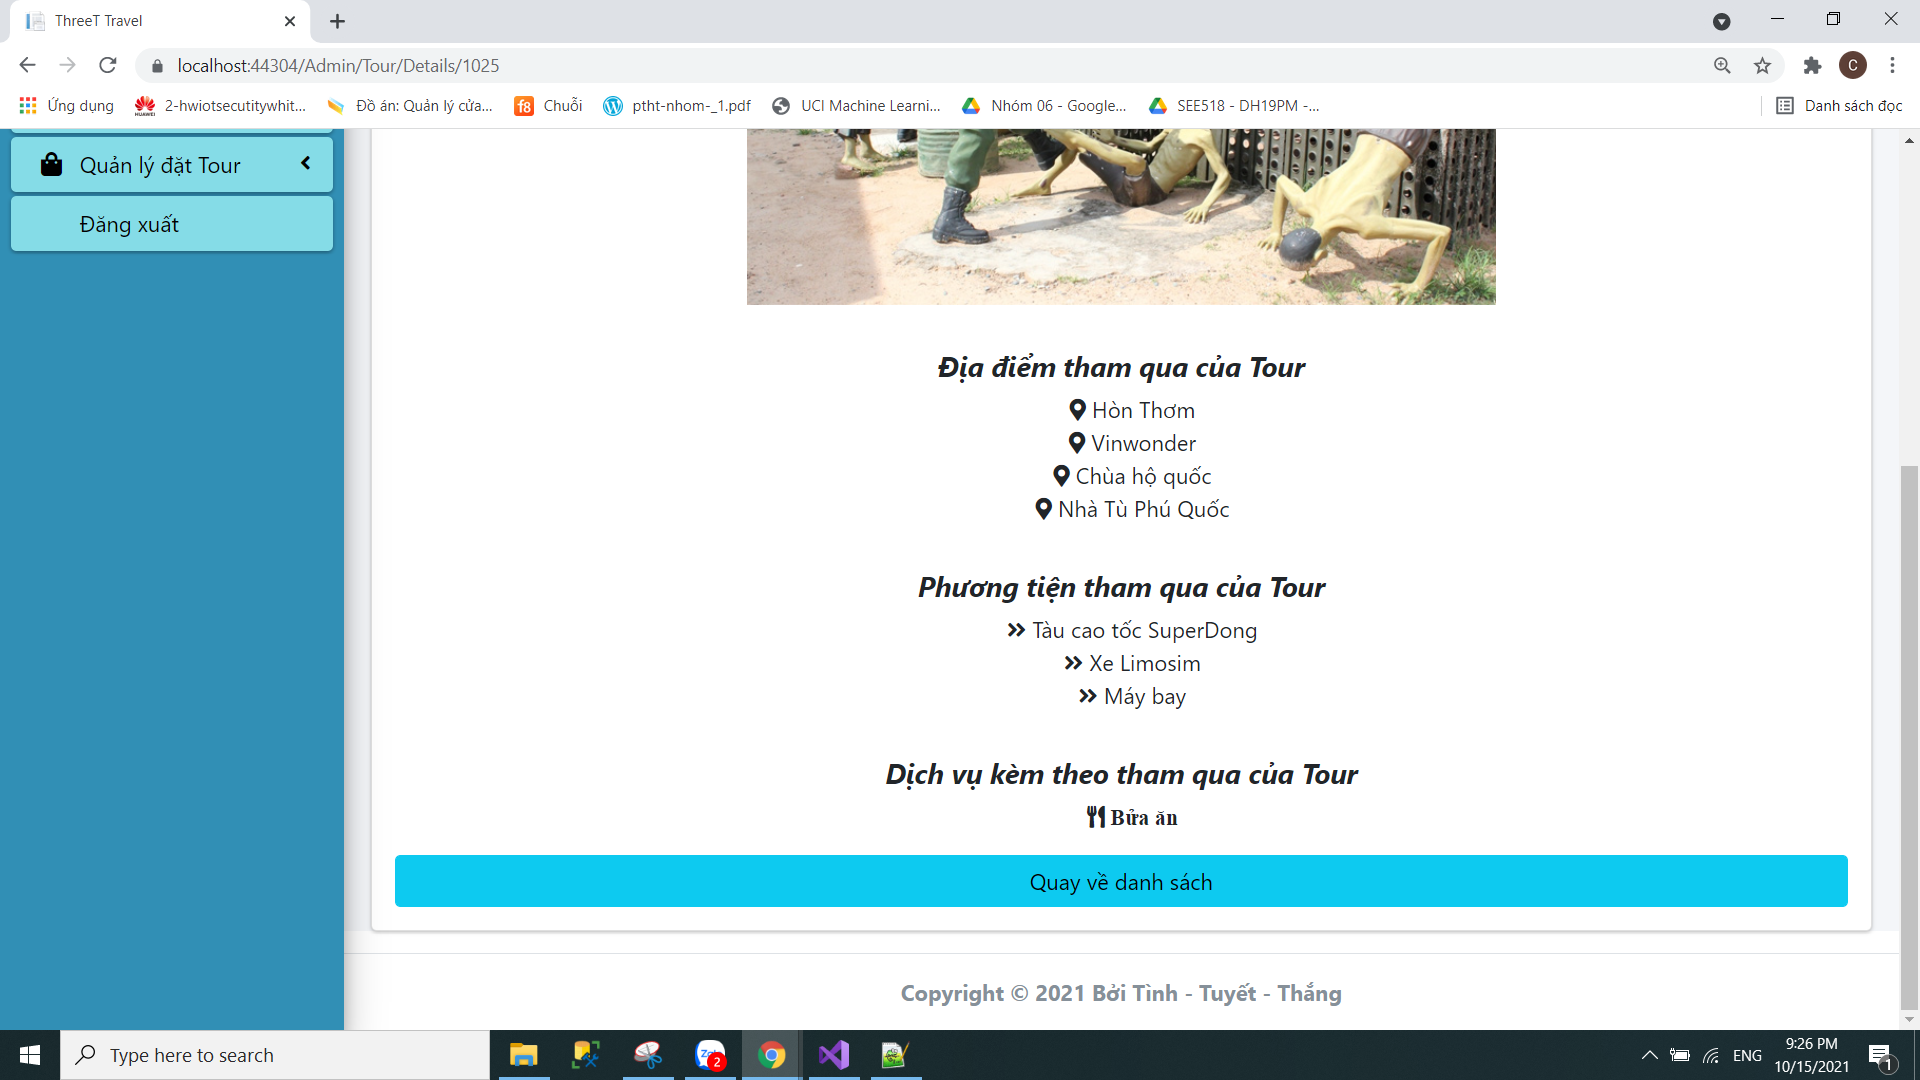 ThreeT Travel
localhost:44304/Admin/Tour/Details/1025
C
Ứng dụng
2-hwiotsecutitywhit...
Đồ án: Quản lý cửa...
f8 Chuỗi
ptht-nhom-_1.pdf
UCI Machine Learni...
Nhóm 06 - Google...
SEE518 - DH19PM -...
Danh sách đọc
Quản lý đặt Tour
Đăng xuất
Địa điểm tham qua của Tour
Hòn Thơm
Vinwonder
Chùa hộ quốc
Nhà Tù Phú Quốc
Phương tiện tham qua của Tour
Tàu cao tốc SuperDong
Xe Limosim
Máy bay
Dịch vụ kèm theo tham qua của Tour
Bửa ăn
Quay về danh sách
Copyright © 2021 Bởi Tình - Tuyết - Thắng
Type here to search
2
ENG
9:26 PM
10/15/2021
1